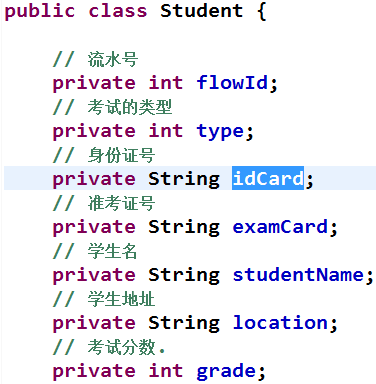 public class Student {
// 流水号
private int flowId;
// 考试的类型
private int type;
// 身份证号
private String idCard;
// 准考证号
private String examCard;
// 学生名
private String studentName;
// 学生地址
private String location;
// 考试分数.
private int grade;